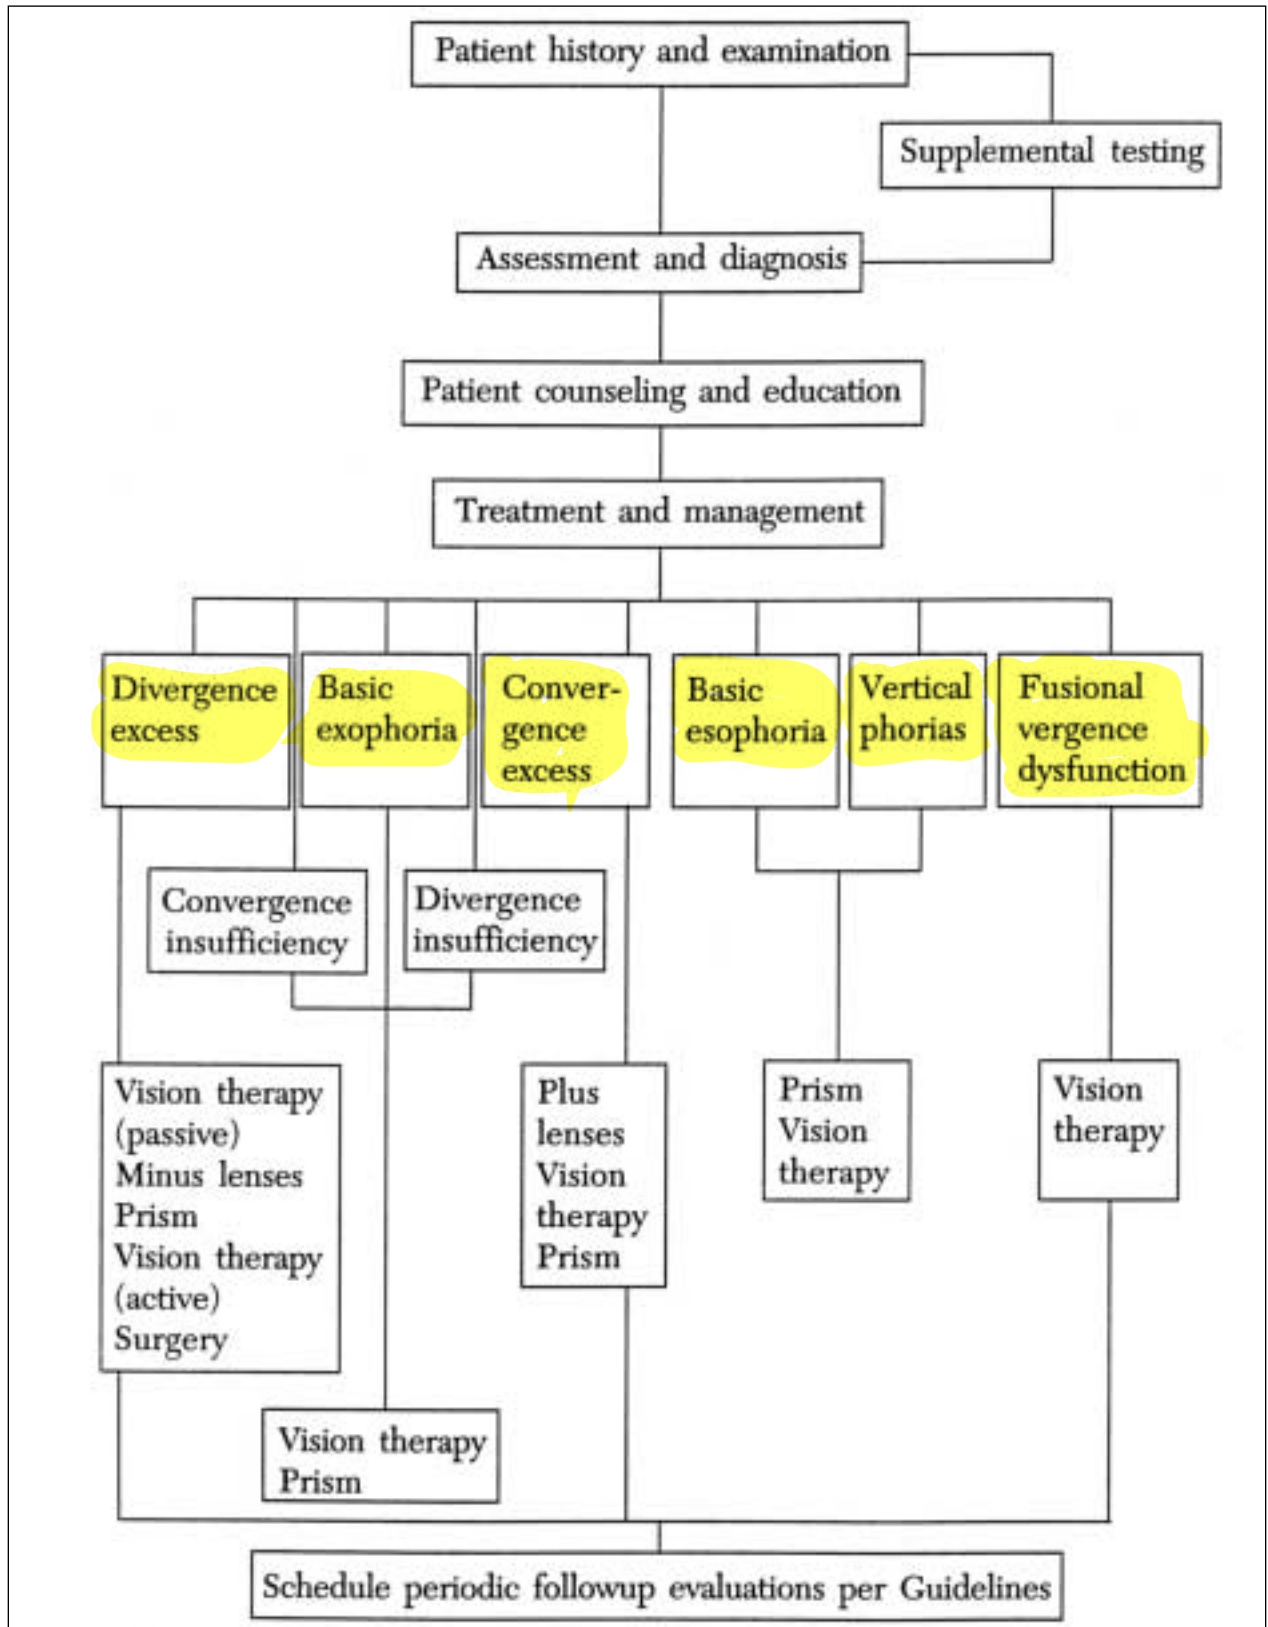 Patient history and examination
Supplemental testing
Assessment and diagnosis
Patient counseling and education
Treatment and management
Divergence
excess
Basic
exophoria
Conver-
gence
excess
Basic
esophoria
Vertical
phorias
Fusional
vergence
dysfunction
Convergence
insufficiency
Divergence
insufficiency
Vision therapy
(passive)
Minus lenses
Prism
Vision therapy
(active)
Surgery
Plus
lenses
Vision
therapy
Prism
Prism
Vision
therapy
Vision
therapy
Vision therapy
Prism
Schedule periodic followup evaluations per Guidelines